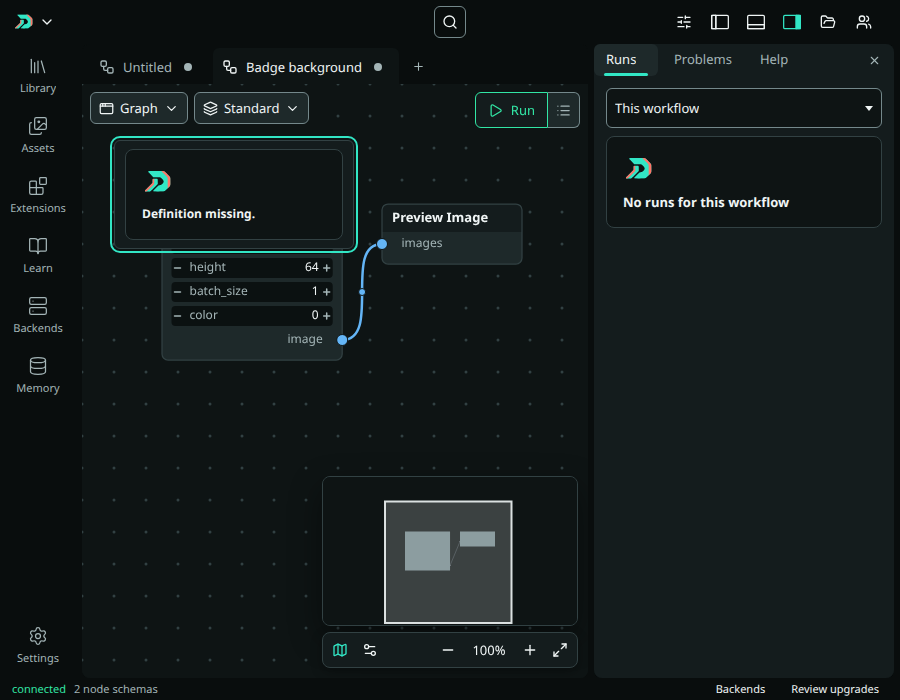 Library
Assets
Extensions
Learn
Backends
Memory
Settings
Untitled
Badge background
Graph
Standard
Run
Definition missing.
height 64
batch_size 1
color 0
image
Preview Image
images
100%
Runs Problems Help
This workflow
No runs for this workflow
connected 2 node schemas
Backends Review upgrades